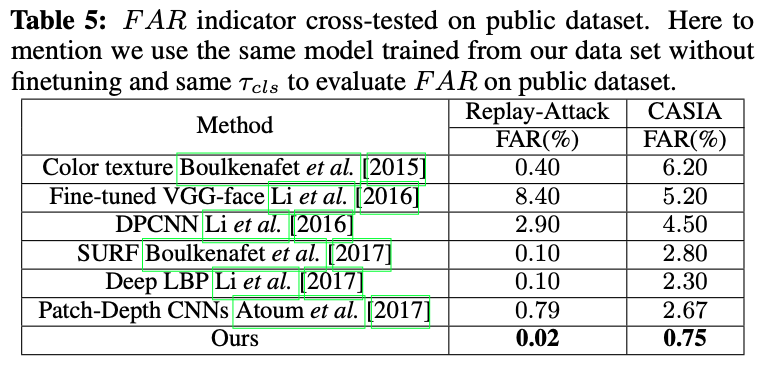 Table 5: FAR indicator cross-tested on public dataset. Here to
mention we use the same model trained from our data set without
finetuning and same τcls to evaluate FAR on public dataset.
Method Replay-Attack CASIA
FAR(%) FAR(%)
Color texture Boulkenafet et al. [2015] 0.40 6.20
Fine-tuned VGG-face Li et al. [2016] 8.40 5.20
DPCNN Li et al. [2016] 2.90 4.50
SURF Boulkenafet et al. [2017] 0.10 2.80
Deep LBP Li et al. [2017] 0.10 2.30
Patch-Depth CNNs Atoum et al. [2017] 0.79 2.67
Ours 0.02 0.75